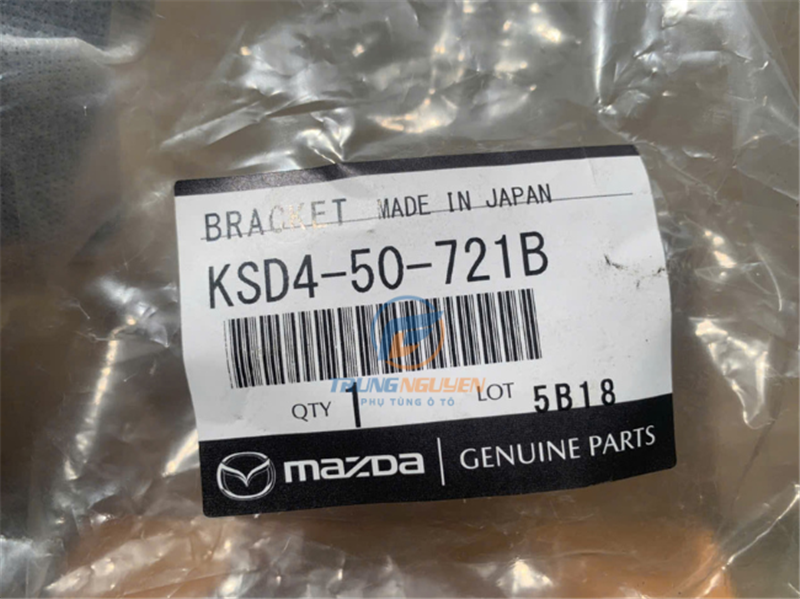 BRACKET MADE IN JAPAN
KSD4-50-721B
TRUNG NGUYEN
PHỤ TÙNG Ô TÔ
QTY 1 LOT 5B18
mazda GENUINE PARTS